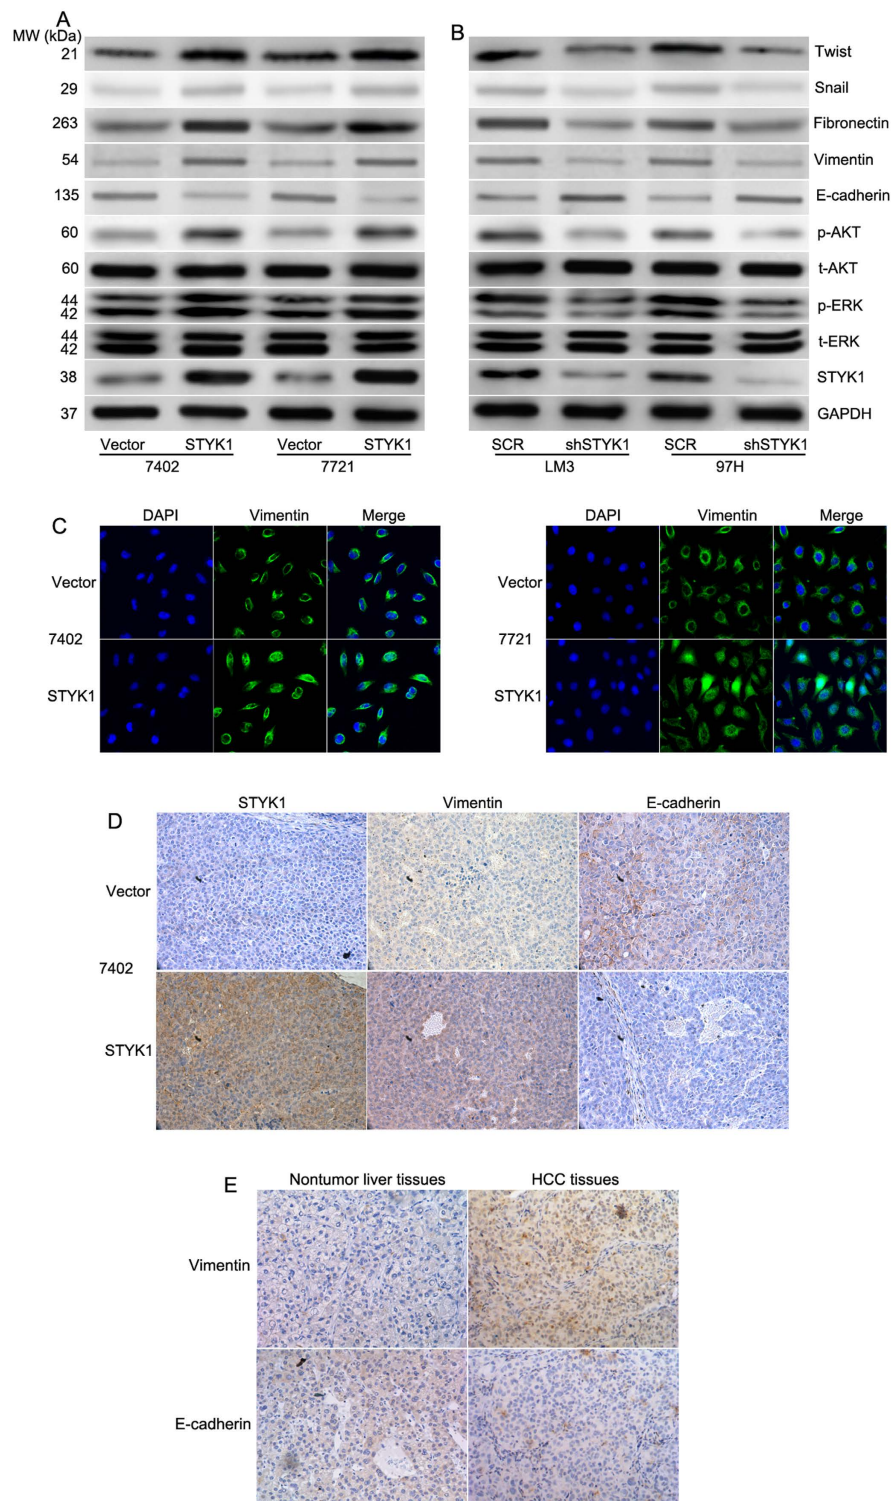 A
B
MW (kDa)
21
Twist
29
Snail
263
Fibronectin
54
Vimentin
135
E-cadherin
60
p-AKT
60
t-AKT
44
42
p-ERK
44
42
t-ERK
38
STYK1
37
GAPDH
Vector STYK1 Vector STYK1
7402 7721
SCR shSTYK1 SCR shSTYK1
LM3 97H
C
DAPI Vimentin Merge
Vector
7402
STYK1
DAPI Vimentin Merge
Vector
7721
STYK1
D
STYK1 Vimentin E-cadherin
Vector
7402
STYK1
E
Nontumor liver tissues HCC tissues
Vimentin
E-cadherin